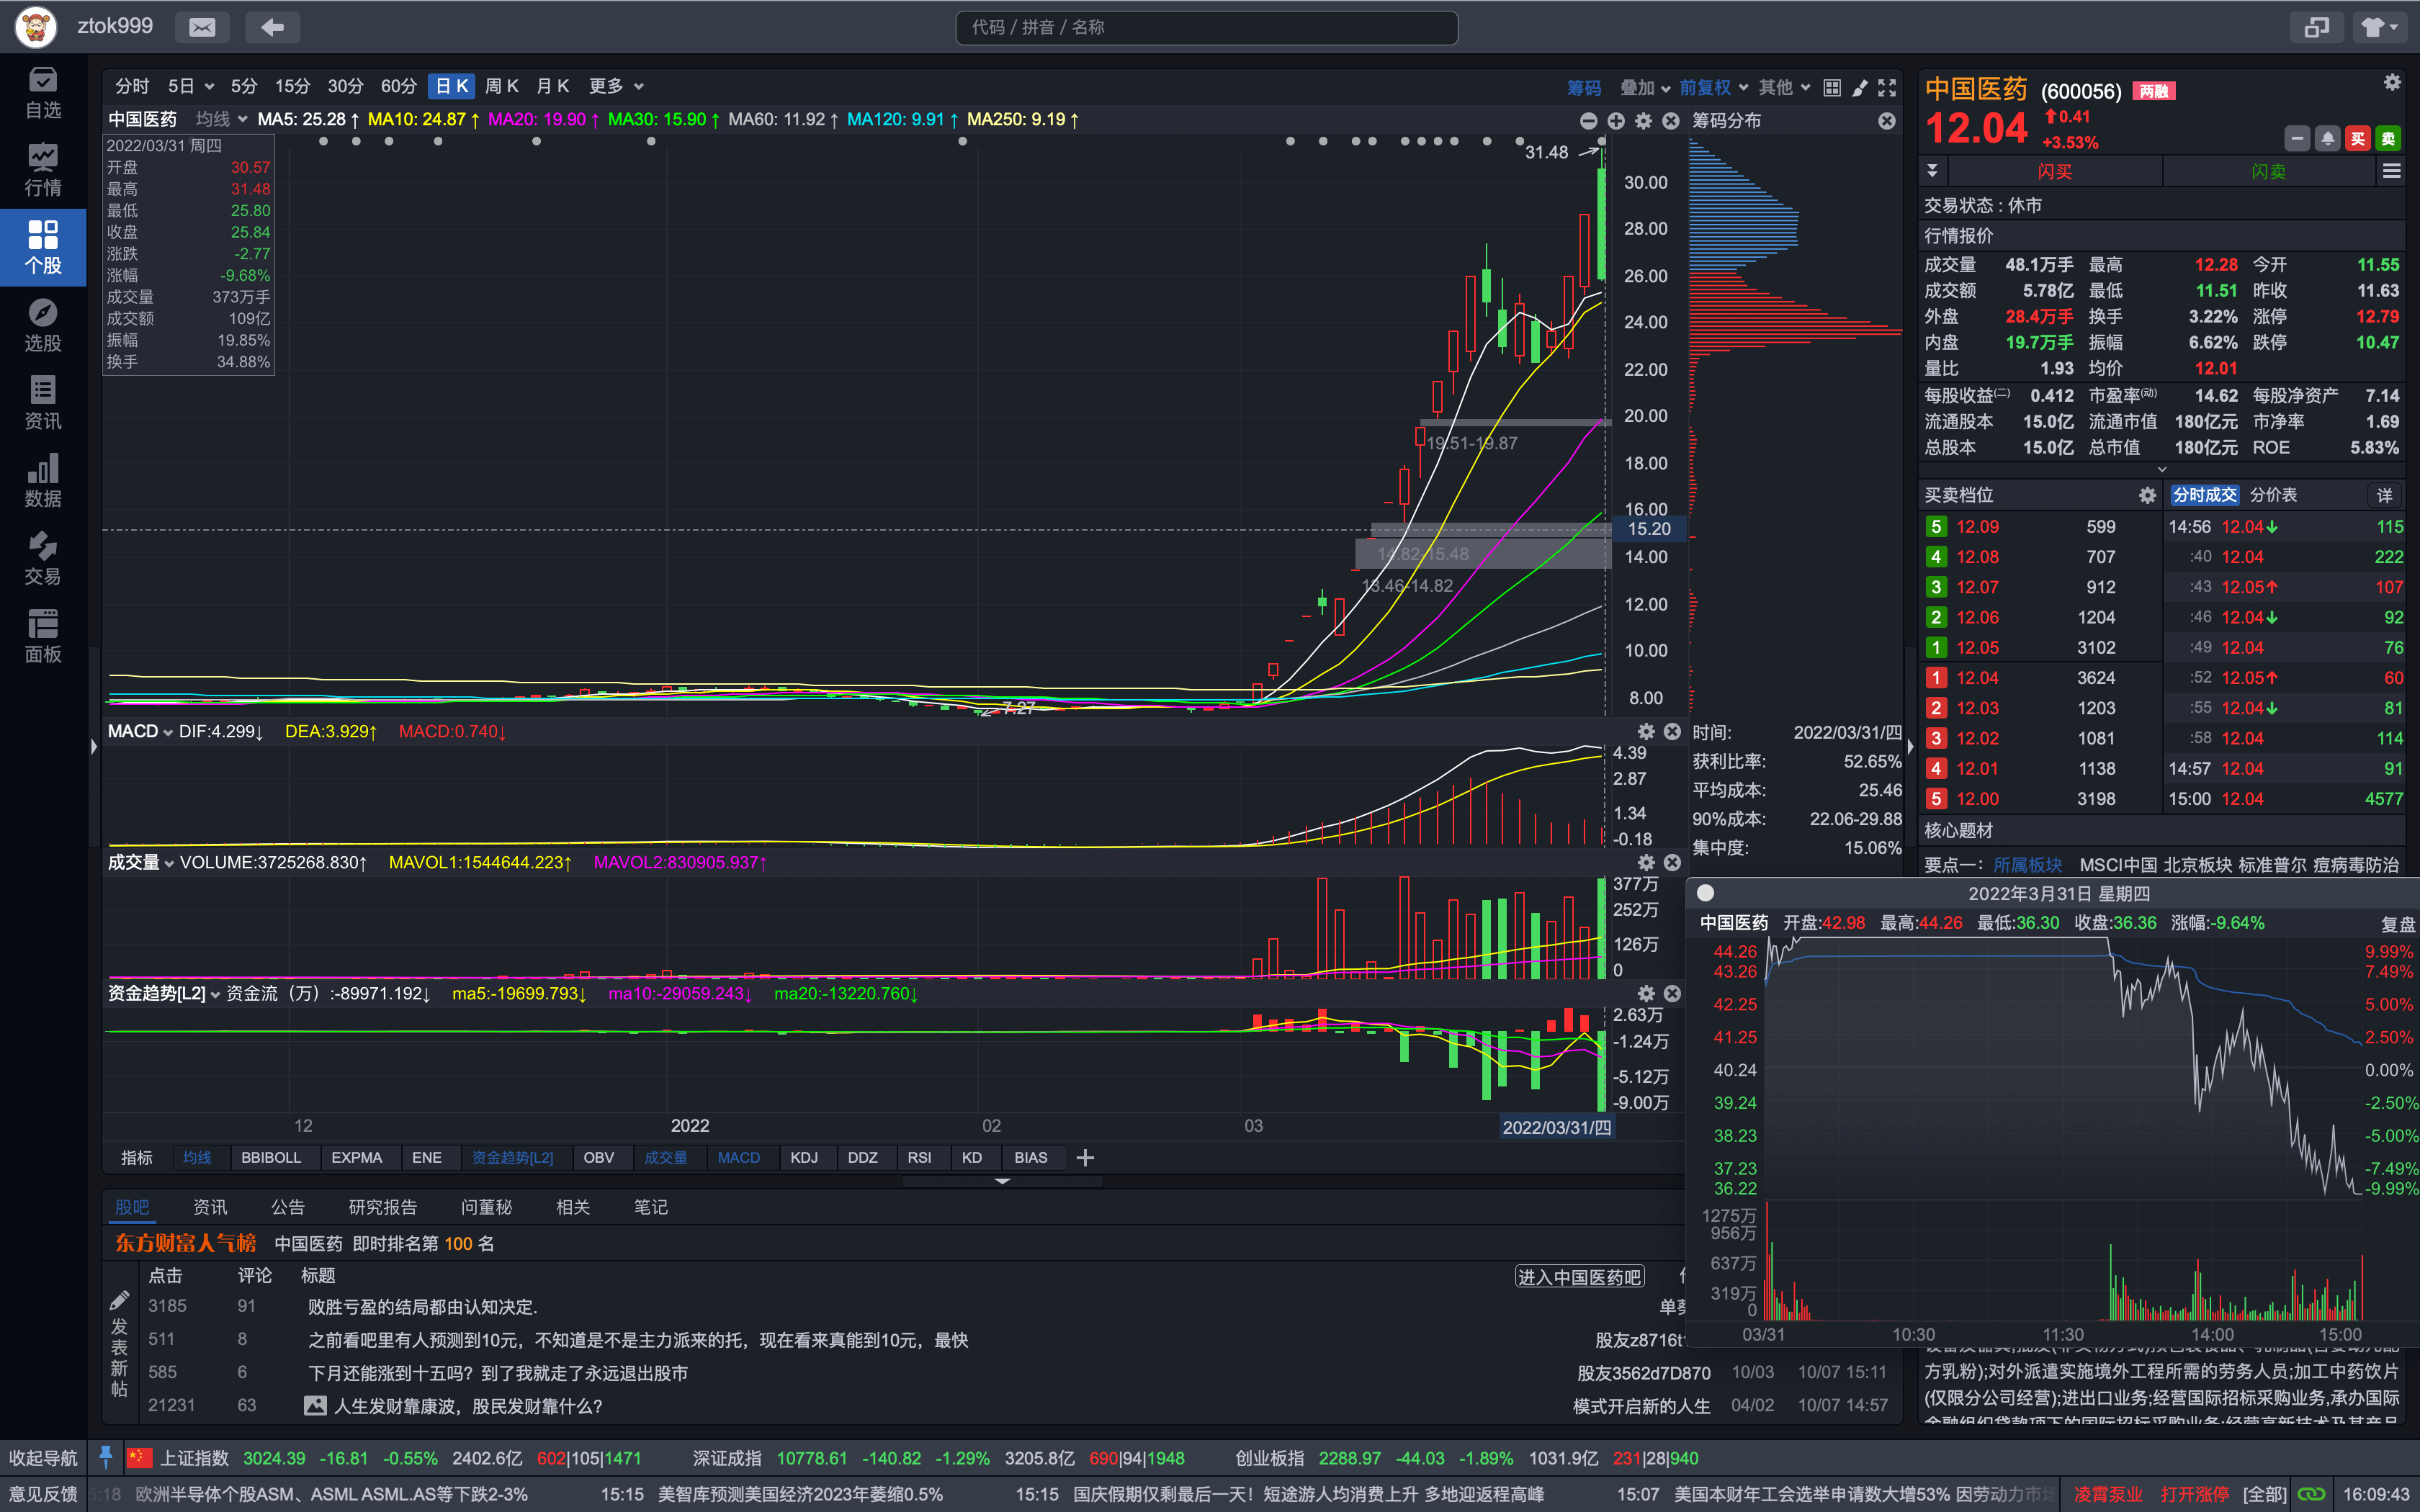 ztok999
代码 / 拼音 / 名称
自选
行情
个股
选股
资讯
数据
交易
面板
分时 5日 5分 15分 30分 60分 日K 周K 月K 更多
筹码 叠加 前复权 其他
中国医药 均线 MA5: 25.28↑ MA10: 24.87↑ MA20: 19.90↑ MA30: 15.90↑ MA60: 11.92↑ MA120: 9.91↑ MA250: 9.19↑
筹码分布
2022/03/31 周四
开盘 30.57
最高 31.48
最低 25.80
收盘 25.84
涨跌 -2.77
涨幅 -9.68%
成交量 373万手
成交额 109亿
振幅 19.85%
换手 34.88%
31.48
30.00
28.00
26.00
24.00
22.00
20.00
18.00
16.00
15.20
14.00
12.00
10.00
8.00
19.51-19.87
14.82-15.48
13.46-14.82
7.27
MACD DIF:4.299↓ DEA:3.929↑ MACD:0.740↓
4.39
2.87
1.34
-0.18
成交量 VOLUME:3725268.830↑ MAVOL1:1544644.223↑ MAVOL2:830905.937↑
377万
252万
126万
0
资金趋势[L2] 资金流（万）:-89971.192↓ ma5:-19699.793↓ ma10:-29059.243↓ ma20:-13220.760↓
2.63万
-1.24万
-5.12万
-9.00万
12 2022 02 03 2022/03/31/四
指标 均线 BBIBOLL EXPMA ENE 资金趋势[L2] OBV 成交量 MACD KDJ DDZ RSI KD BIAS
时间: 2022/03/31/四
获利比率: 52.65%
平均成本: 25.46
90%成本: 22.06-29.88
集中度: 15.06%
股吧 资讯 公告 研究报告 问董秘 相关 笔记
东方财富人气榜 中国医药 即时排名第 100 名
点击 评论 标题 进入中国医药吧
发表新帖
3185 91 败胜亏盈的结局都由认知决定.
511 8 之前看吧里有人预测到10元，不知道是不是主力派来的托，现在看来真能到10元，最快 股友z8716t
585 6 下月还能涨到十五吗？到了我就走了永远退出股市 股友3562d7D870 10/03 10/07 15:11
21231 63 人生发财靠康波，股民发财靠什么？ 模式开启新的人生 04/02 10/07 14:57
中国医药 (600056) 两融
12.04 ↑0.41
+3.53%
买 卖
闪买 闪卖
交易状态 : 休市
行情报价
成交量 48.1万手 最高 12.28 今开 11.55
成交额 5.78亿 最低 11.51 昨收 11.63
外盘 28.4万手 换手 3.22% 涨停 12.79
内盘 19.7万手 振幅 6.62% 跌停 10.47
量比 1.93 均价 12.01
每股收益(二) 0.412 市盈率(动) 14.62 每股净资产 7.14
流通股本 15.0亿 流通市值 180亿元 市净率 1.69
总股本 15.0亿 总市值 180亿元 ROE 5.83%
买卖档位 分时成交 分价表 详
5 12.09 599 14:56 12.04↓ 115
4 12.08 707 :40 12.04 222
3 12.07 912 :43 12.05↑ 107
2 12.06 1204 :46 12.04↓ 92
1 12.05 3102 :49 12.04 76
1 12.04 3624 :52 12.05↑ 60
2 12.03 1203 :55 12.04↓ 81
3 12.02 1081 :58 12.04 114
4 12.01 1138 14:57 12.04 91
5 12.00 3198 15:00 12.04 4577
核心题材
要点一： 所属板块 MSCI中国 北京板块 标准普尔 痘病毒防治
2022年3月31日 星期四
中国医药 开盘:42.98 最高:44.26 最低:36.30 收盘:36.36 涨幅:-9.64% 复盘
44.26 9.99%
43.26 7.49%
42.25 5.00%
41.25 2.50%
40.24 0.00%
39.24 -2.50%
38.23 -5.00%
37.23 -7.49%
36.22 -9.99%
1275万
956万
637万
319万
0
03/31 10:30 11:30 14:00 15:00
方乳粉);对外派遣实施境外工程所需的劳务人员;加工中药饮片
(仅限分公司经营);进出口业务;经营国际招标采购业务,承办国际
收起导航 上证指数 3024.39 -16.81 -0.55% 2402.6亿 602|105|1471 深证成指 10778.61 -140.82 -1.29% 3205.8亿 690|94|1948 创业板指 2288.97 -44.03 -1.89% 1031.9亿 231|28|940
意见反馈 5:18 欧洲半导体个股ASM、ASML ASML.AS等下跌2-3% 15:15 美智库预测美国经济2023年萎缩0.5% 15:15 国庆假期仅剩最后一天！短途游人均消费上升 多地迎返程高峰 15:07 美国本财年工会选举申请数大增53% 因劳动力市场 凌霄泵业 打开涨停 [全部] 16:09:43